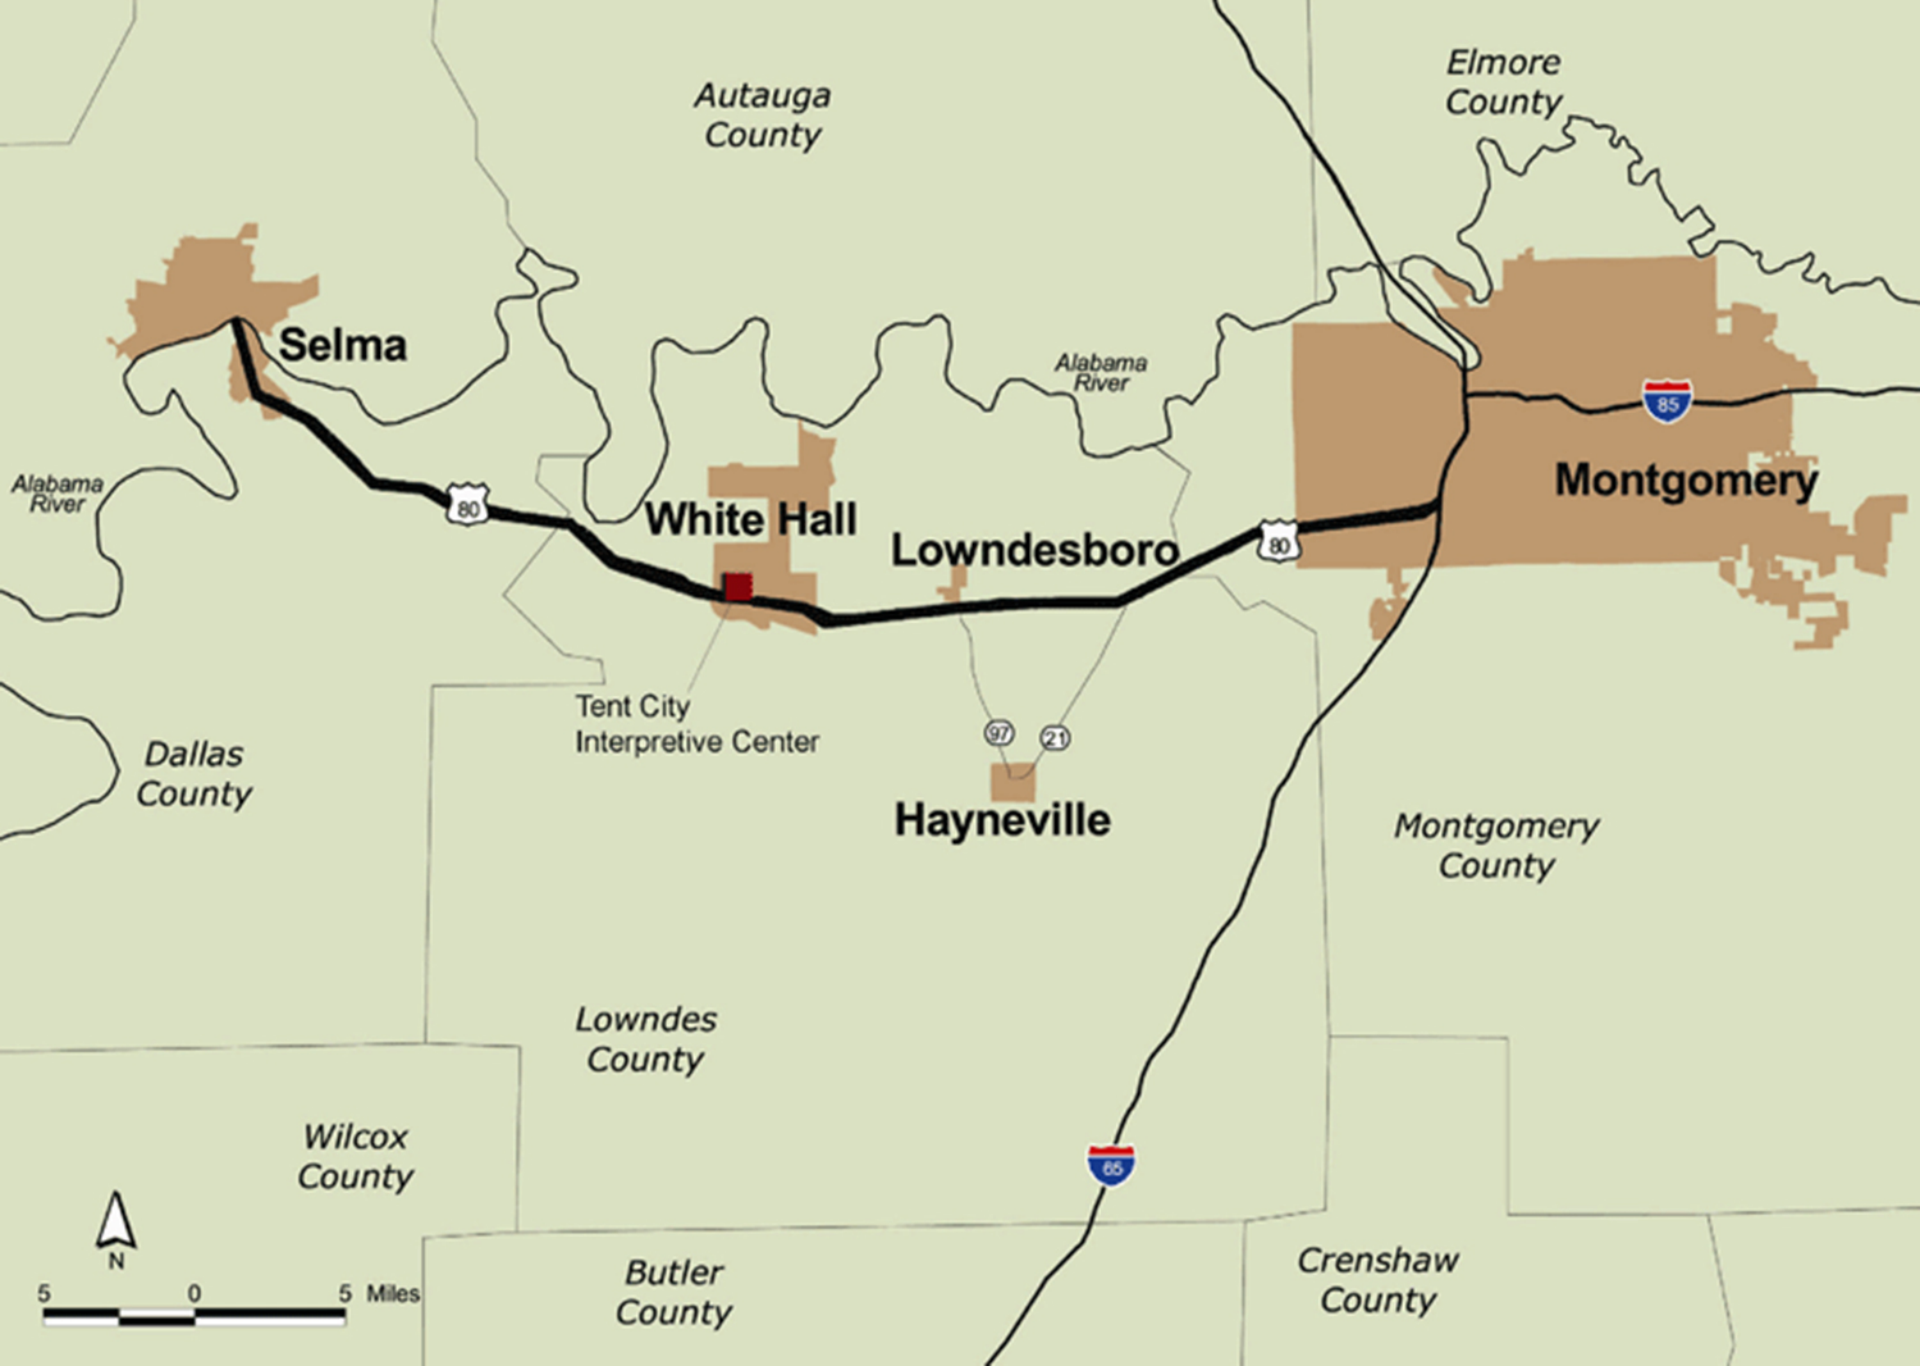 Elmore
County
Autauga
County
Selma
Alabama
River
85
Montgomery
Alabama
River
80
White Hall
Lowndesboro
80
Tent City
Interpretive Center
97
21
Dallas
County
Hayneville
Montgomery
County
Lowndes
County
Wilcox
County
65
N
Butler
County
Crenshaw
County
5 0 5 Miles